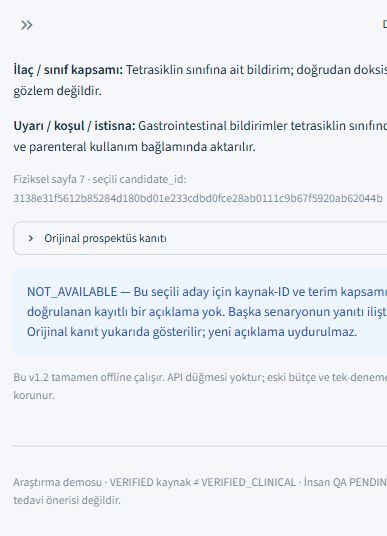 İlaç / sınıf kapsamı: Tetrasiklin sınıfına ait bildirim; doğrudan doksis
gözlem değildir.
Uyarı / koşul / istisna: Gastrointestinal bildirimler tetrasiklin sınıfınd
ve parenteral kullanım bağlamında aktarılır.
Fiziksel sayfa 7 · seçili candidate_id:
3138e31f5612b85284d180bd01e233cdbd0fce28ab0111c9b67f5920ab62044b
Orijinal prospektüs kanıtı
NOT_AVAILABLE — Bu seçili aday için kaynak-ID ve terim kapsamı
doğrulanan kayıtlı bir açıklama yok. Başka senaryonun yanıtı ilişt
Orijinal kanıt yukarıda gösterilir; yeni açıklama uydurulmaz.
Bu v1.2 tamamen offline çalışır. API düğmesi yoktur; eski bütçe ve tek-deneme
korunur.
Araştırma demosu · VERIFIED kaynak ≠ VERIFIED_CLINICAL · İnsan QA PENDIN
tedavi önerisi değildir.